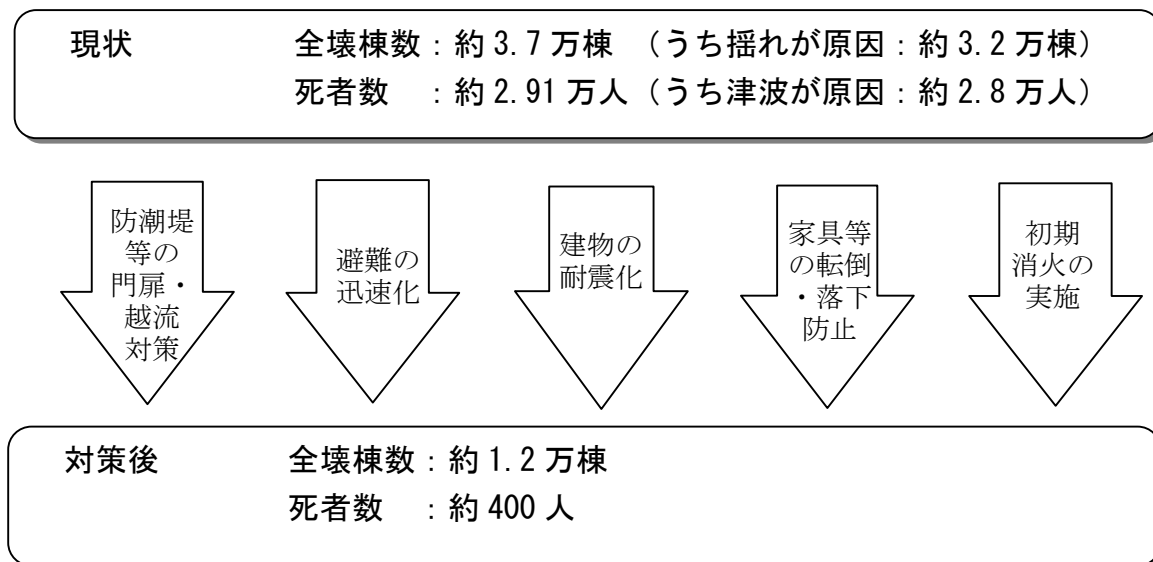 現状 全壊棟数：約3.7万棟 （うち揺れが原因：約3.2万棟）
死者数 ：約2.91万人（うち津波が原因：約2.8万人）
防潮堤
等の
門扉・
越流
対策
避難の
迅速化
建物の
耐震化
家具等
の転倒
・落下
防止
初期
消火の
実施
対策後 全壊棟数：約1.2万棟
死者数 ：約400人